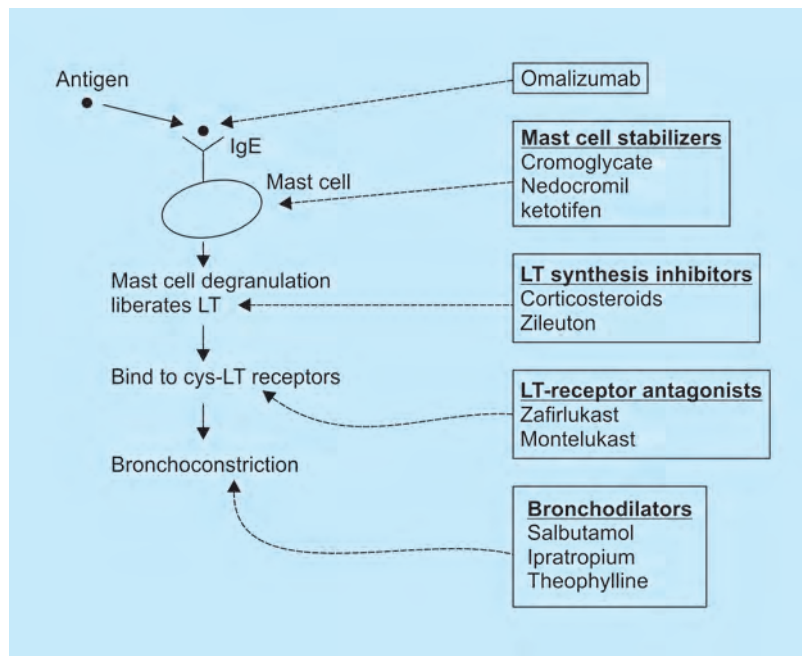 Antigen
IgE
Mast cell
Mast cell degranulation
liberates LT
Bind to cys-LT receptors
Bronchoconstriction
Omalizumab
Mast cell stabilizers
Cromoglycate
Nedocromil
ketotifen
LT synthesis inhibitors
Corticosteroids
Zileuton
LT-receptor antagonists
Zafirlukast
Montelukast
Bronchodilators
Salbutamol
Ipratropium
Theophylline